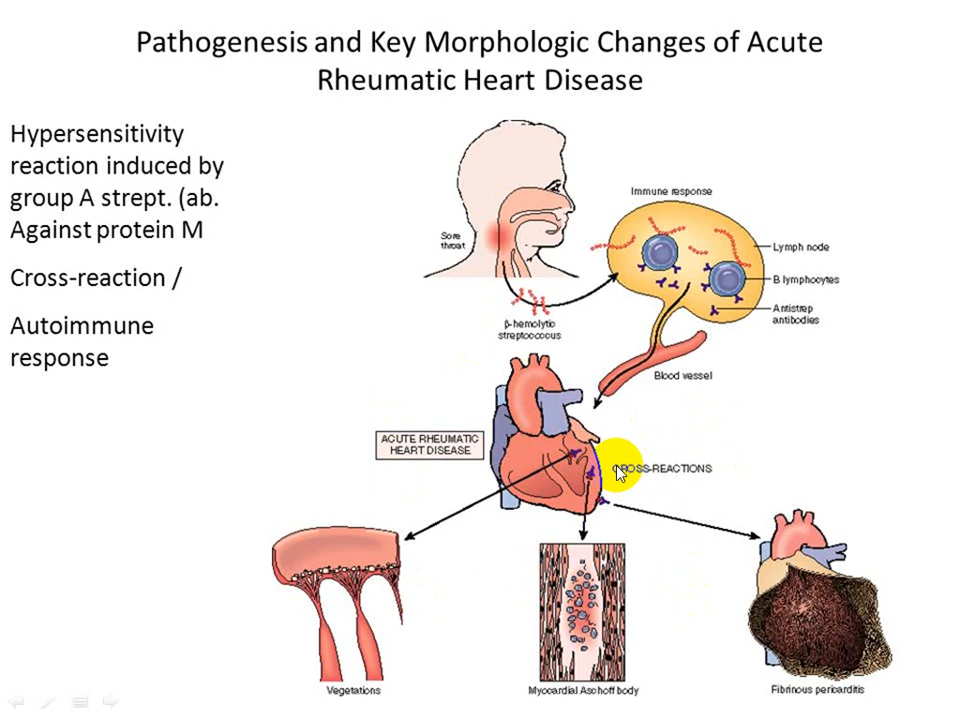 Pathogenesis and Key Morphologic Changes of Acute
Rheumatic Heart Disease
Hypersensitivity
reaction induced by
group A strept. (ab.
Against protein M
Cross-reaction /
Autoimmune
response
Immune response
Sore
throat
Lymph node
B lymphocytes
Antistrep
antibodies
β-hemolytic
streptococcus
Blood vessel
ACUTE RHEUMATIC
HEART DISEASE
CROSS-REACTIONS
Vegetations
Myocardial Aschoff body
Fibrinous pericarditis